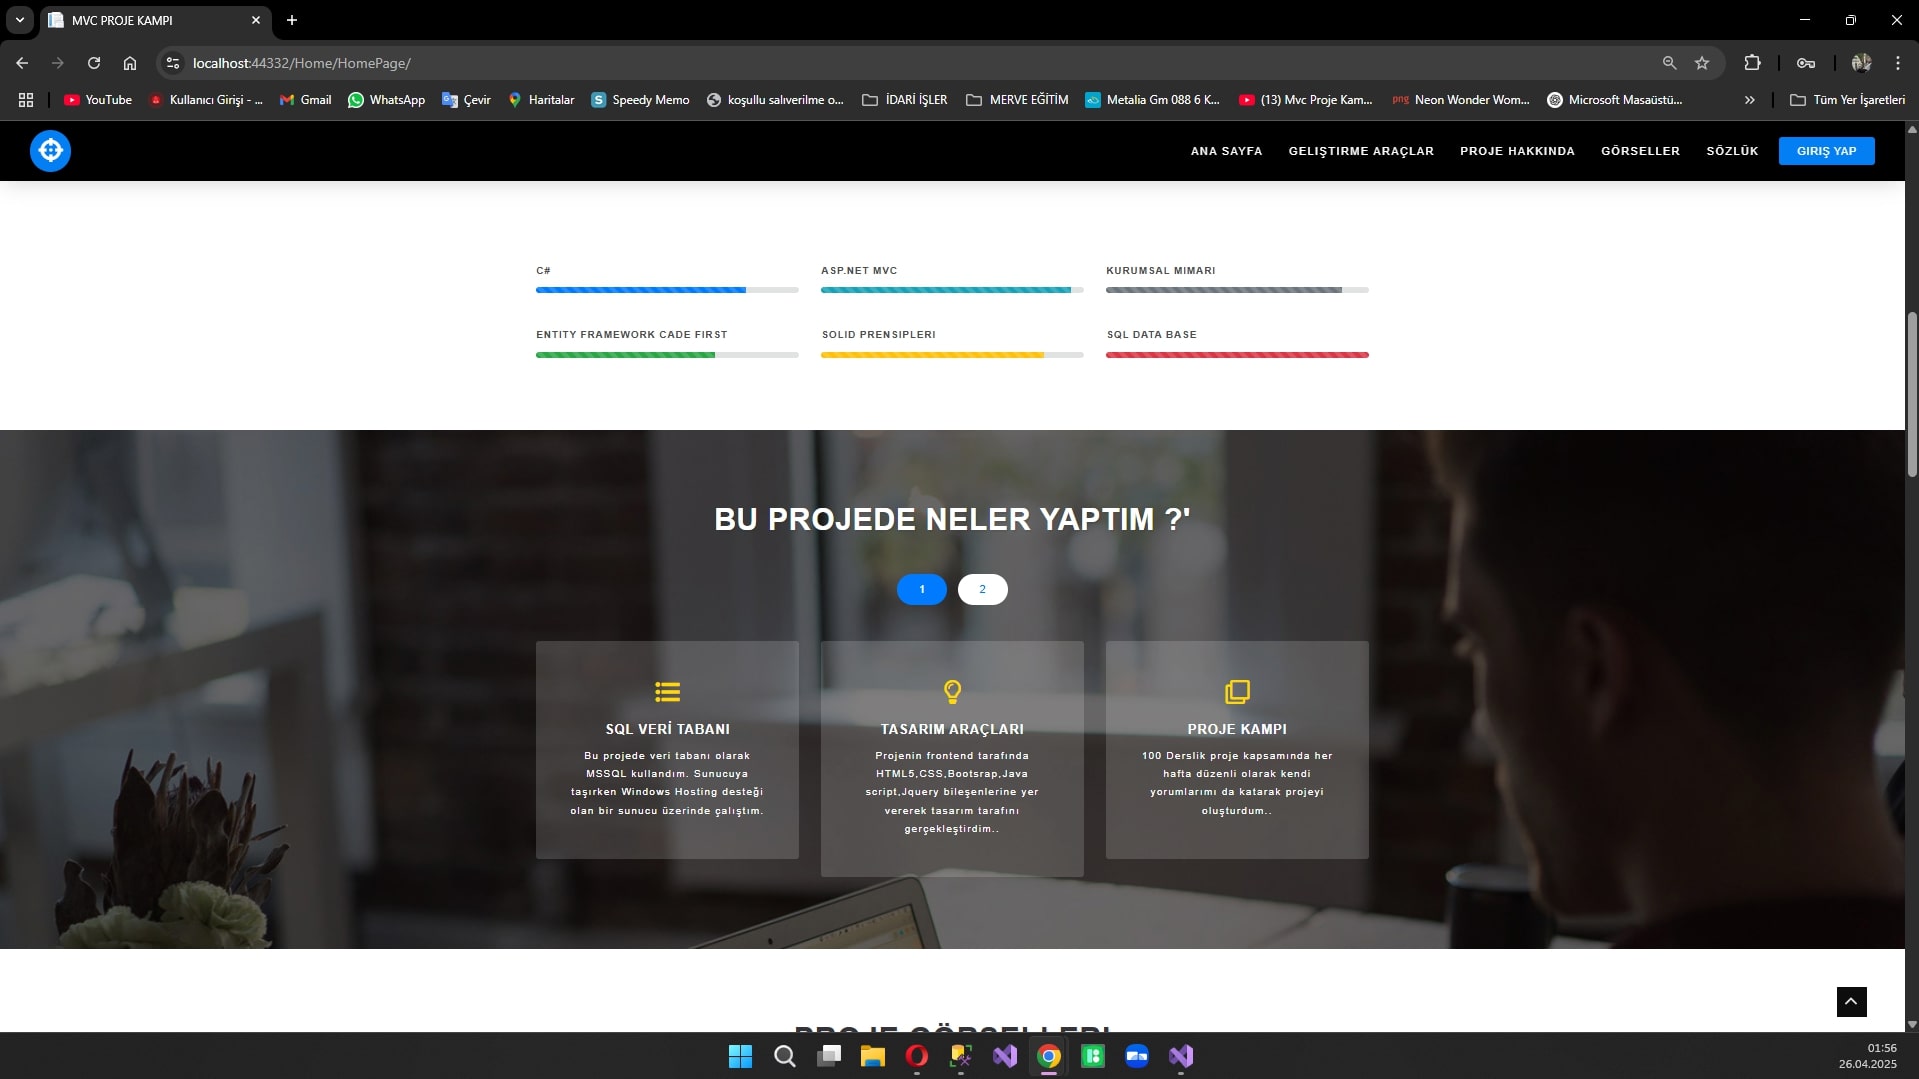 MVC PROJE KAMPI
localhost:44332/Home/HomePage/
YouTube
Kullanıcı Girişi - ...
Gmail
WhatsApp
Çevir
Haritalar
Speedy Memo
koşullu salıverilme o...
İDARİ İŞLER
MERVE EĞİTİM
Metalia Gm 088 6 K...
(13) Mvc Proje Kam...
Neon Wonder Wom...
Microsoft Masaüstü...
Tüm Yer İşaretleri
ANA SAYFA
GELIŞTIRME ARAÇLAR
PROJE HAKKINDA
GÖRSELLER
SÖZLÜK
GIRIŞ YAP
C#
ASP.NET MVC
KURUMSAL MIMARI
ENTITY FRAMEWORK CADE FIRST
SOLID PRENSIPLERI
SQL DATA BASE
BU PROJEDE NELER YAPTIM ?'
1
2
SQL VERİ TABANI
Bu projede veri tabanı olarak
MSSQL kullandım. Sunucuya
taşırken Windows Hosting desteği
olan bir sunucu üzerinde çalıştım.
TASARIM ARAÇLARI
Projenin frontend tarafında
HTML5,CSS,Bootsrap,Java
script,Jquery bileşenlerine yer
vererek tasarım tarafını
gerçekleştirdim..
PROJE KAMPI
100 Derslik proje kapsamında her
hafta düzenli olarak kendi
yorumlarımı da katarak projeyi
oluşturdum..
PROJE GÖRSELLERI
01:56
26.04.2025